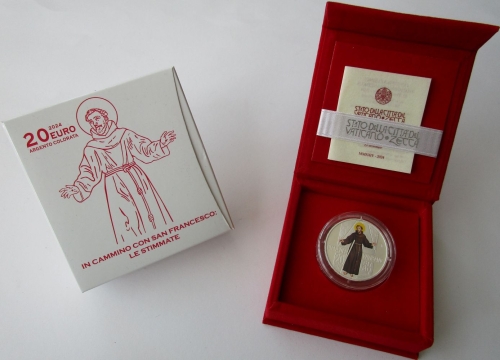 20 EURO
2024
ARGENTO COLORATA
IN CAMMINO CON SAN FRANCESCO:
LE STIMMATE
STATO DELLA CITTÀ DEL
VATICANO
STATO DELLA CITTÀ DEL
VATICANO • ZECCA